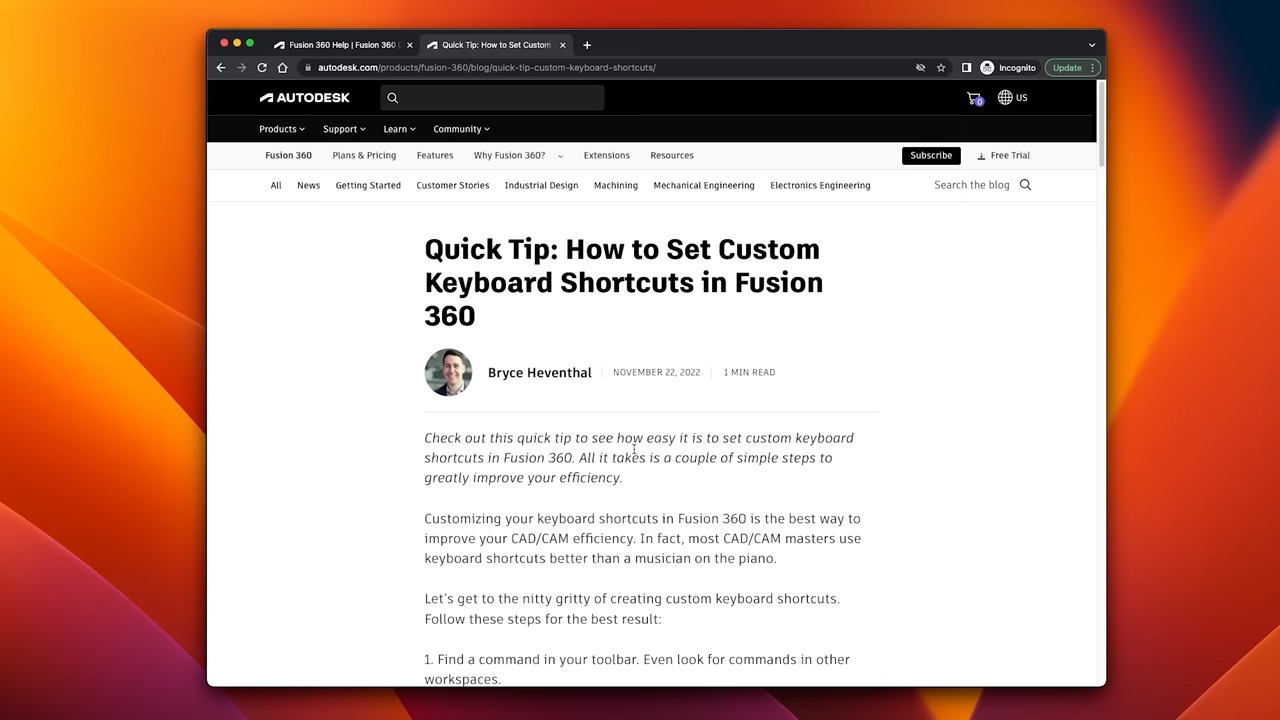 Fusion 360 Help | Fusion 360
Quick Tip: How to Set Custom
autodesk.com/products/fusion-360/blog/quick-tip-custom-keyboard-shortcuts/
Incognito
Update
AUTODESK
0
US
Products
Support
Learn
Community
Fusion 360
Plans & Pricing
Features
Why Fusion 360?
Extensions
Resources
Subscribe
Free Trial
All
News
Getting Started
Customer Stories
Industrial Design
Machining
Mechanical Engineering
Electronics Engineering
Search the blog
Quick Tip: How to Set Custom
Keyboard Shortcuts in Fusion
360
Bryce Heventhal
NOVEMBER 22, 2022
1 MIN READ
Check out this quick tip to see how easy it is to set custom keyboard
shortcuts in Fusion 360. All it takes is a couple of simple steps to
greatly improve your efficiency.
Customizing your keyboard shortcuts in Fusion 360 is the best way to
improve your CAD/CAM efficiency. In fact, most CAD/CAM masters use
keyboard shortcuts better than a musician on the piano.
Let's get to the nitty gritty of creating custom keyboard shortcuts.
Follow these steps for the best result:
1. Find a command in your toolbar. Even look for commands in other
workspaces.